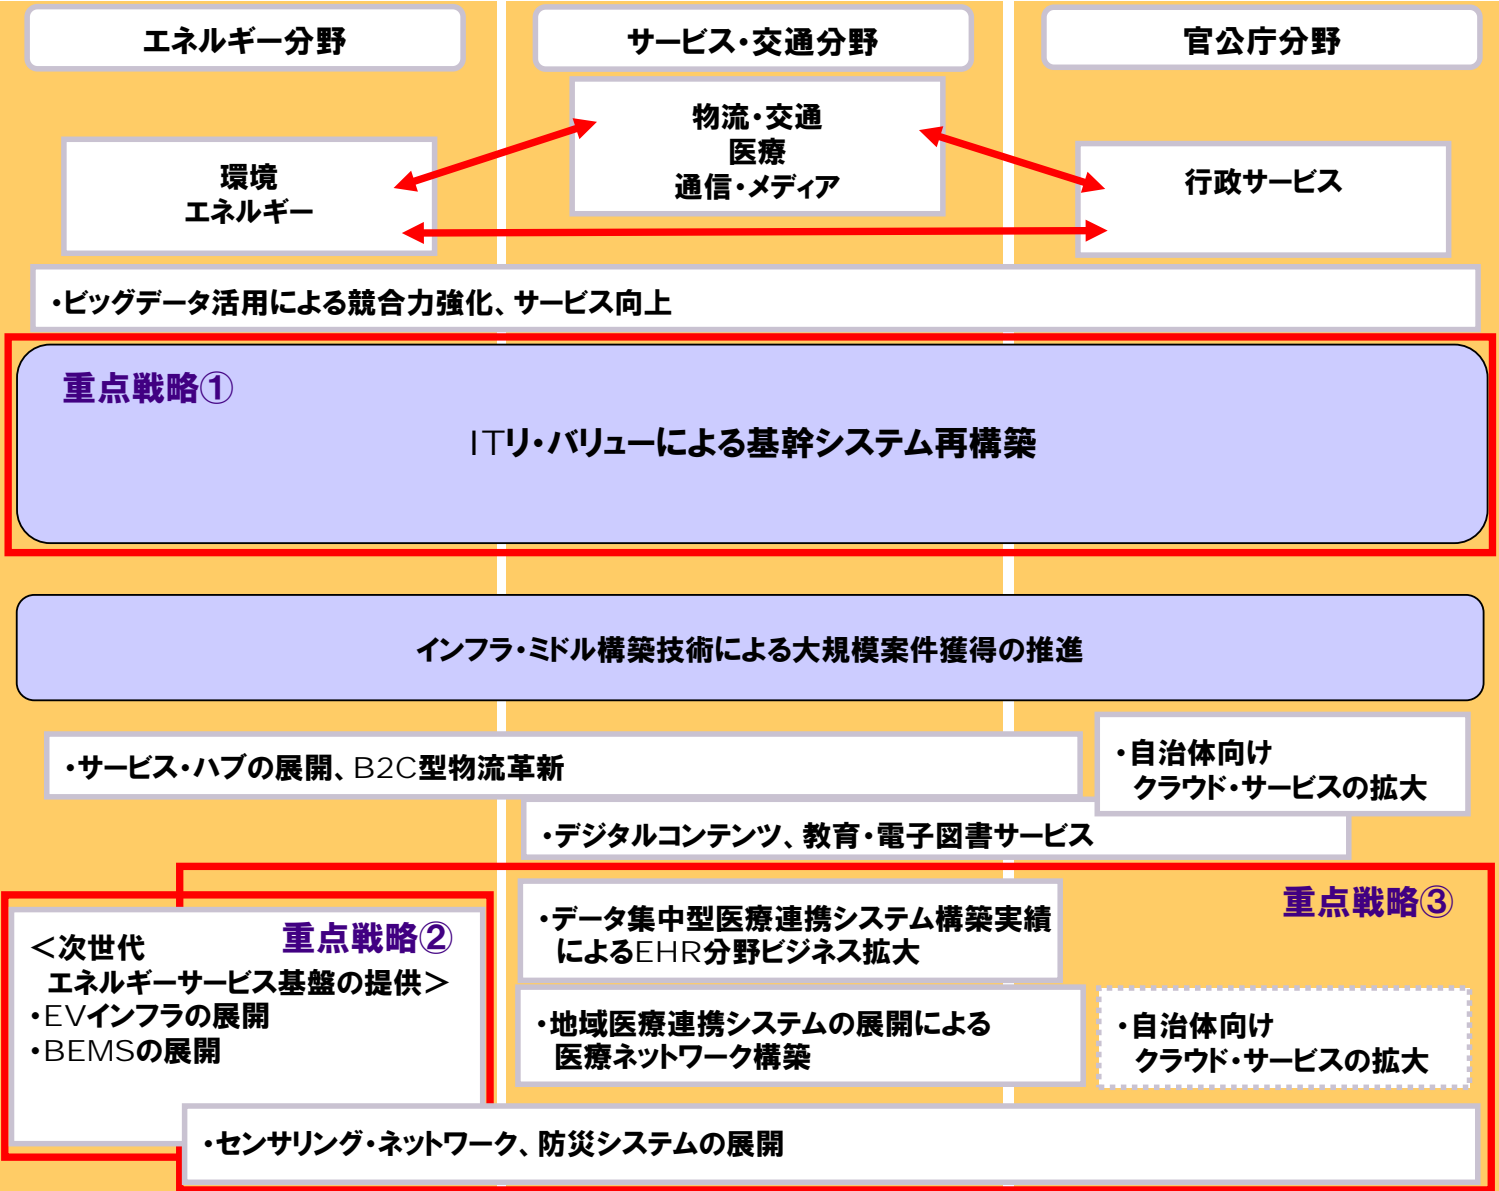 エネルギー分野
サービス・交通分野
官公庁分野
物流・交通
医療
通信・メディア
環境
エネルギー
行政サービス
・ビッグデータ活用による競合力強化、サービス向上
重点戦略①
ITリ・バリューによる基幹システム再構築
インフラ・ミドル構築技術による大規模案件獲得の推進
・サービス・ハブの展開、B2C型物流革新
・自治体向け
クラウド・サービスの拡大
・デジタルコンテンツ、教育・電子図書サービス
重点戦略③
重点戦略②
＜次世代
エネルギーサービス基盤の提供＞
・EVインフラの展開
・BEMSの展開
・データ集中型医療連携システム構築実績
によるEHR分野ビジネス拡大
・地域医療連携システムの展開による
医療ネットワーク構築
・自治体向け
クラウド・サービスの拡大
・センサリング・ネットワーク、防災システムの展開